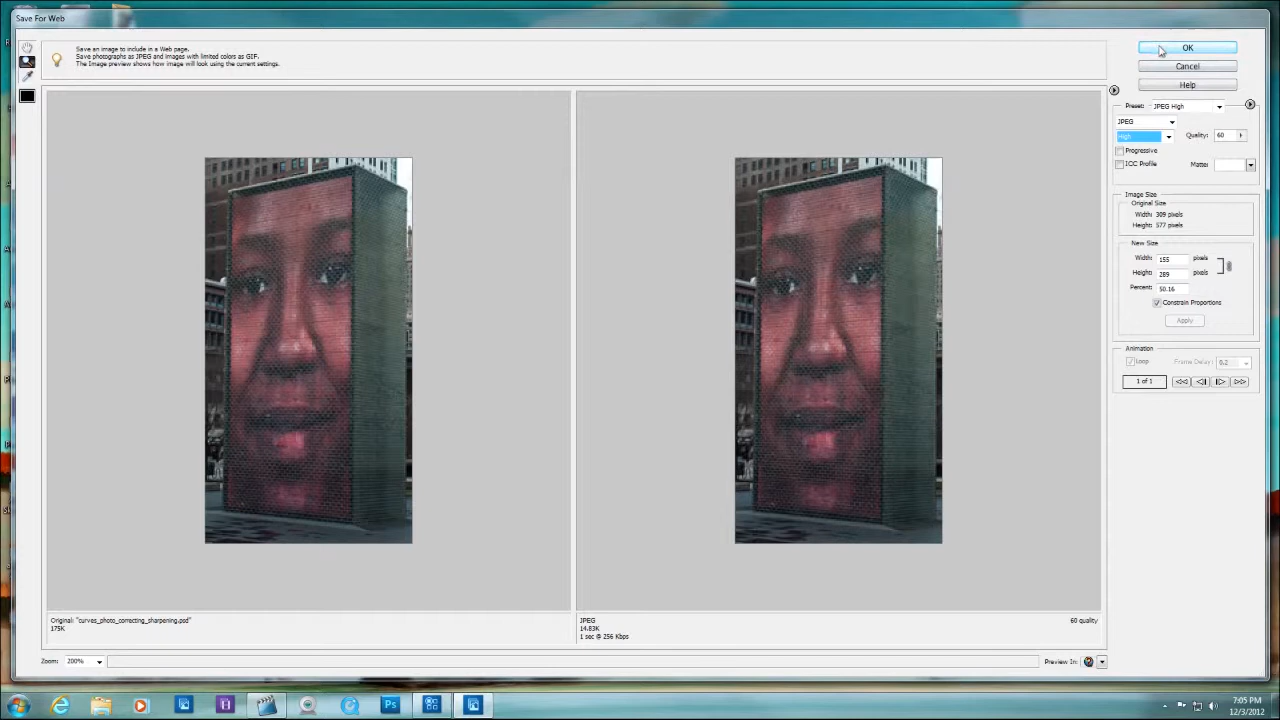 Save For Web
Save an image to include in a Web page.
Save photographs as JPEG and images with limited colors as GIF.
The Image preview shows how image will look using the current settings.
OK
Cancel
Help
Preset: JPEG High
JPEG
High Quality: 60
Progressive
ICC Profile Matte:
Image Size
Original Size
Width: 309 pixels
Height: 577 pixels
New Size
Width: 155 pixels
Height: 289 pixels
Percent: 50.16
Constrain Proportions
Apply
Animation
Loop Frame Delay: 0.2
1 of 1
Original: "curves_photo_correcting_sharpening.psd"
175K
JPEG 60 quality
14.83K
1 sec @ 256 Kbps
Zoom: 200% Preview In:
Ps
7:05 PM
12/3/2012